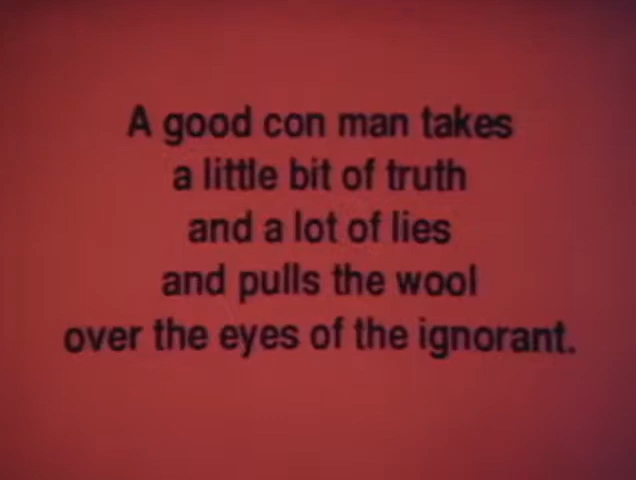 A good con man takes
a little bit of truth
and a lot of lies
and pulls the wool
over the eyes of the ignorant.